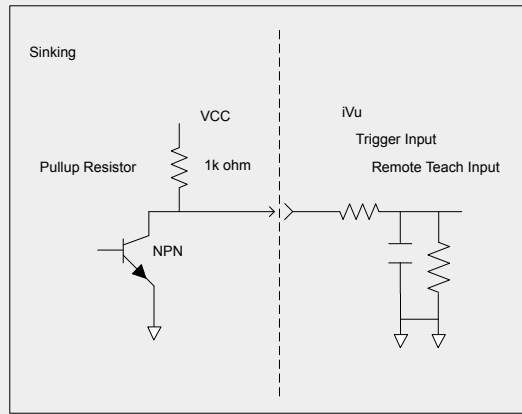 Sinking
VCC
iVu
Trigger Input
Pullup Resistor
1k ohm
Remote Teach Input
NPN